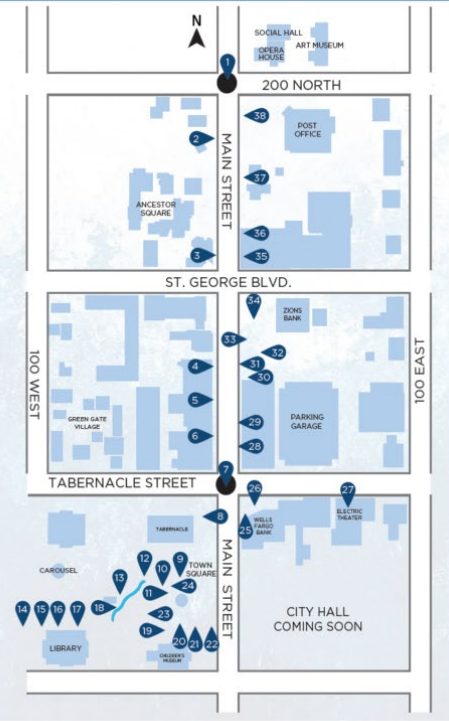 N
SOCIAL HALL
ART MUSEUM
OPERA
HOUSE
1
200 NORTH
38
POST
OFFICE
2
MAIN STREET
37
ANCESTOR
SQUARE
36
3
35
ST. GEORGE BLVD.
34
ZIONS
BANK
33
32
31
4
30
100 WEST
100 EAST
5
GREEN GATE
VILLAGE
29
PARKING
GARAGE
6
28
7
TABERNACLE STREET
26
27
8
ELECTRIC
THEATER
TABERNACLE
WELLS
FARGO
BANK
25
MAIN STREET
12
9
10
TOWN
SQUARE
CAROUSEL
13
24
11
14
15
16
17
18
23
CITY HALL
COMING SOON
19
20
21
22
LIBRARY
CHILDREN'S
MUSEUM